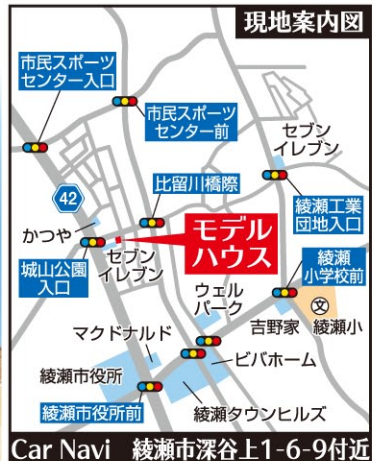 現地案内図
市民スポーツ
センター入口
市民スポーツ
センター前
セブン
イレブン
42
比留川橋際
綾瀬工業
団地入口
かつや
モデル
ハウス
城山公園
入口
セブン
イレブン
綾瀬
小学校前
ウェル
パーク
文
吉野家
綾瀬小
マクドナルド
ビバホーム
綾瀬市役所
綾瀬市役所前
綾瀬タウンヒルズ
Car Navi 綾瀬市深谷上1-6-9付近